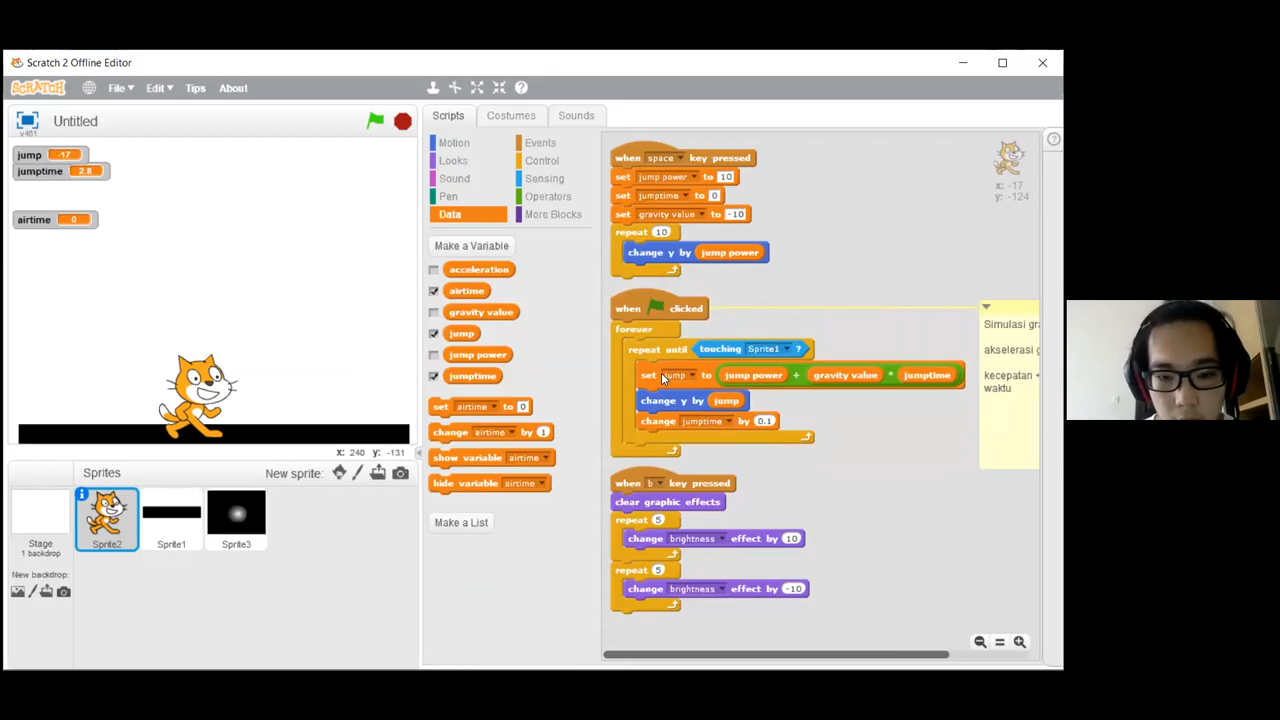 Scratch 2 Offline Editor
SCRATCH File Edit Tips About
v461 Untitled
jump -17
jumptime 2.8
airtime 0
x: 240 y: -131
Sprites New sprite:
Stage
1 backdrop
New backdrop:
Sprite2
Sprite1
Sprite3
Scripts Costumes Sounds
Motion Events
Looks Control
Sound Sensing
Pen Operators
Data More Blocks
Make a Variable
acceleration
airtime
gravity value
jump
jump power
jumptime
set airtime to 0
change airtime by 1
show variable airtime
hide variable airtime
Make a List
when space key pressed
set jump power to 10
set jumptime to 0
set gravity value to -10
repeat 10
change y by jump power
when clicked
forever
repeat until touching Sprite1 ?
set jump to jump power + gravity value * jumptime
change y by jump
change jumptime by 0.1
when b key pressed
clear graphic effects
repeat 5
change brightness effect by 10
repeat 5
change brightness effect by -10
x: -17
y: -124
Simulasi
akselerasi
kecepatan +
waktu